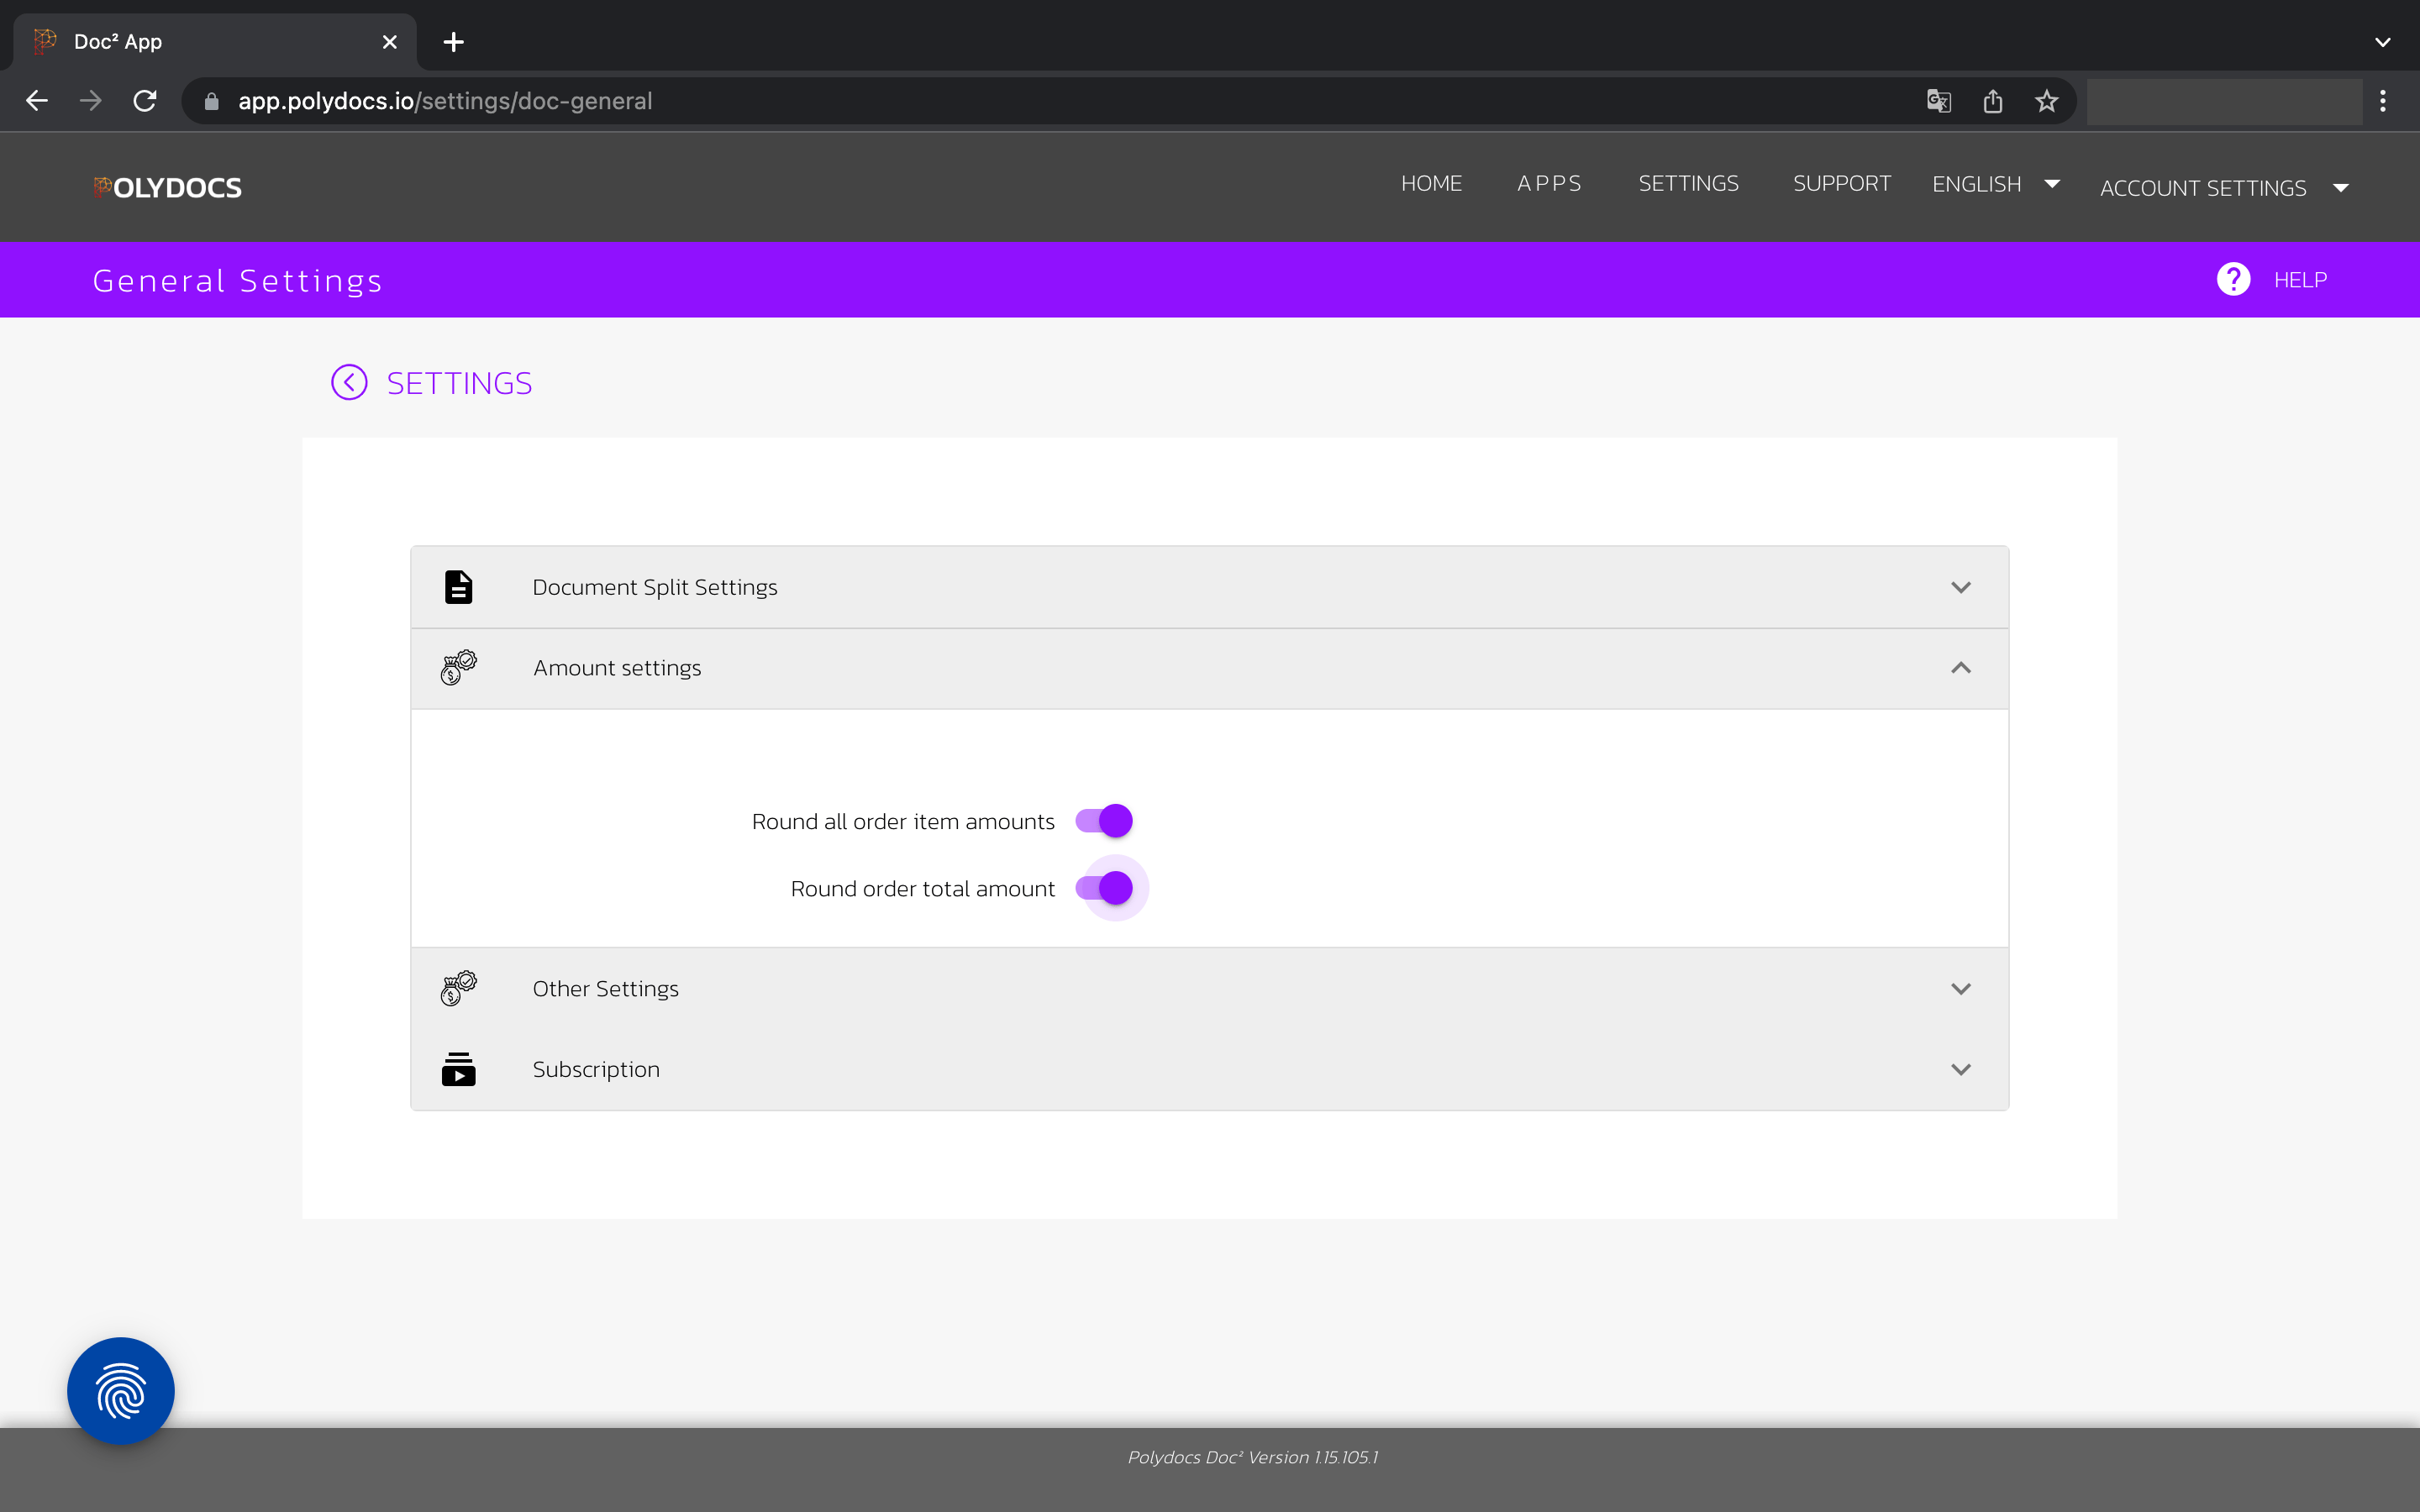 Doc² App
app.polydocs.io/settings/doc-general
POLYDOCS
HOME
APPS
SETTINGS
SUPPORT
ENGLISH
ACCOUNT SETTINGS
General Settings
? HELP
SETTINGS
Document Split Settings
$ Amount settings
Round all order item amounts
Round order total amount
$ Other Settings
Subscription
Polydocs Doc² Version 1.15.105.1